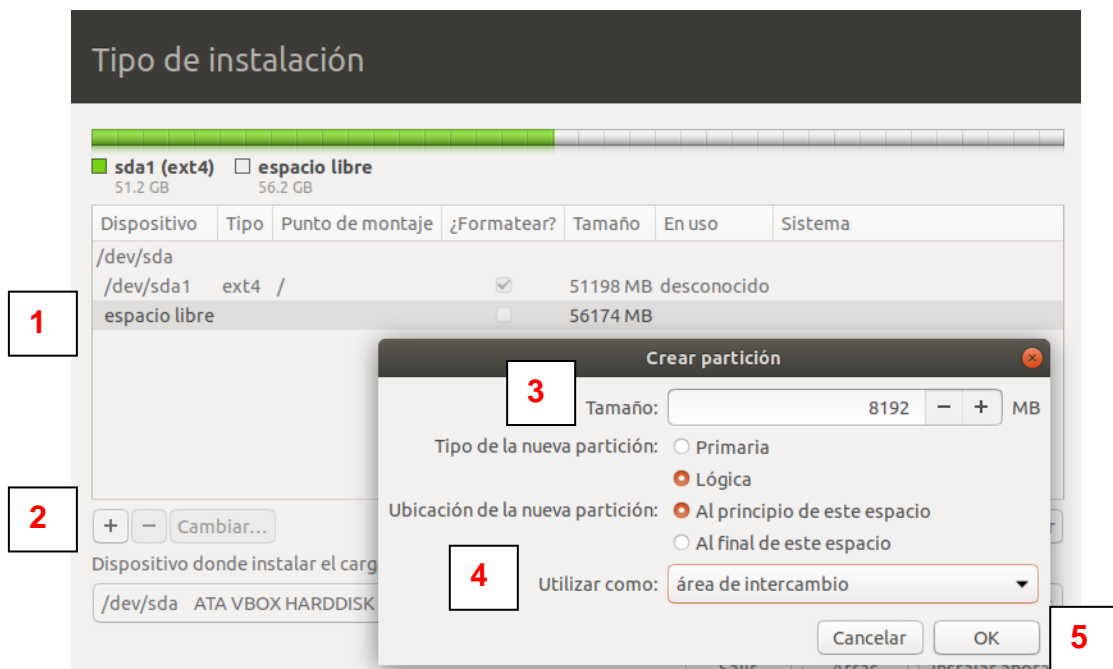 Tipo de instalación
sda1 (ext4) espacio libre
51.2 GB 56.2 GB
Dispositivo Tipo Punto de montaje ¿Formatear? Tamaño En uso Sistema
/dev/sda
/dev/sda1 ext4 / 51198 MB desconocido
1
espacio libre 56174 MB
Crear partición
3
Tamaño: 8192 − + MB
Tipo de la nueva partición: Primaria
Lógica
2
+ − Cambiar...
Ubicación de la nueva partición: Al principio de este espacio
Al final de este espacio
Dispositivo donde instalar el carg
4
Utilizar como: área de intercambio
/dev/sda ATA VBOX HARDDISK
Cancelar OK
5